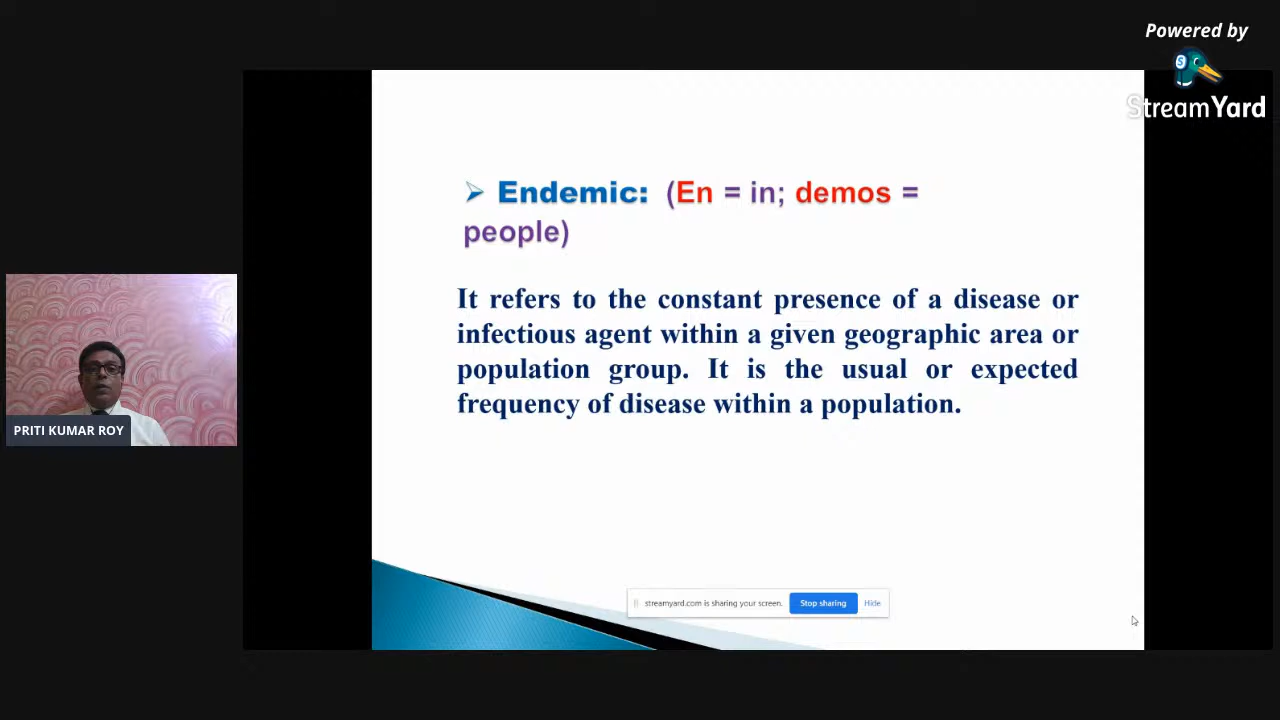 Powered by
StreamYard
Endemic: (En = in; demos =
people)
It refers to the constant presence of a disease or
infectious agent within a given geographic area or
population group. It is the usual or expected
frequency of disease within a population.
PRITI KUMAR ROY
streamyard.com is sharing your screen. Stop sharing Hide